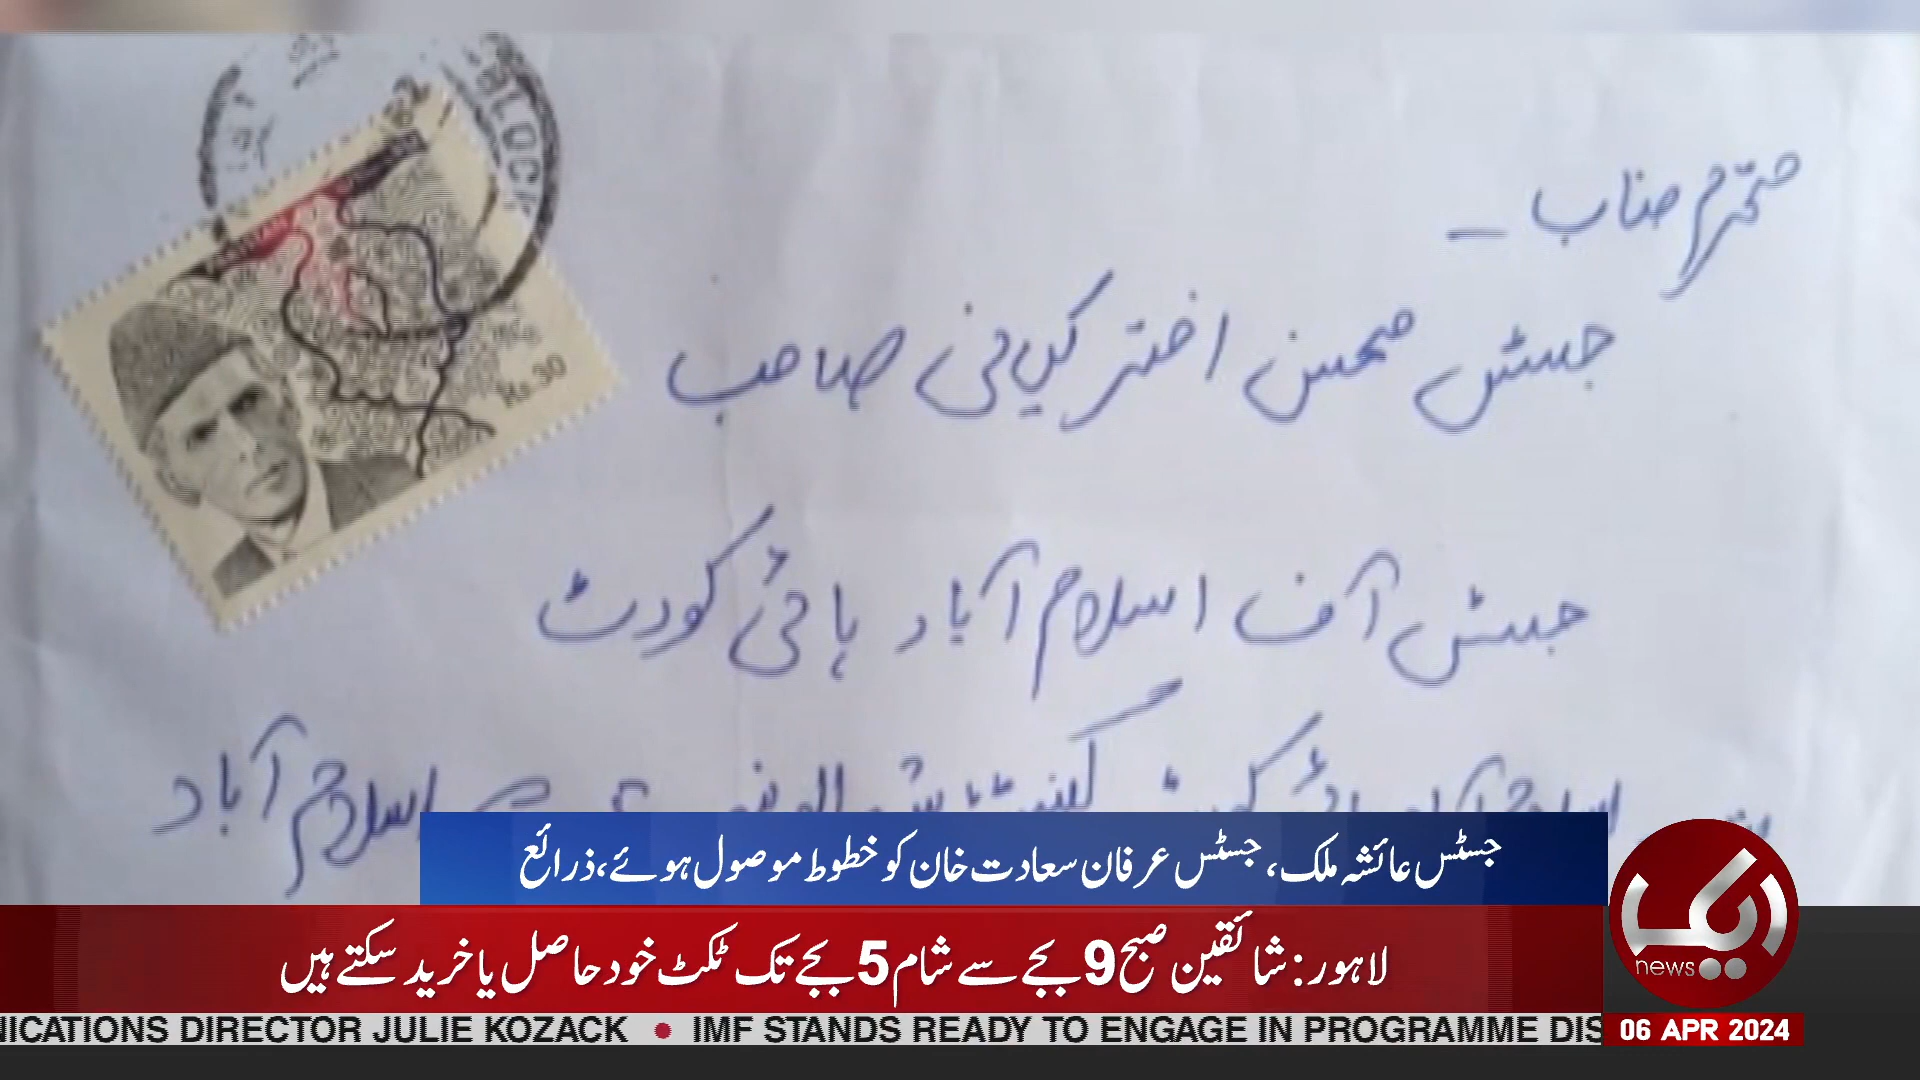 BLOCK
Rs.30
محترم جناب -
جسٹس محسن اختر کیانی صاحب
جسٹس آف اسلام آباد ہائی کورٹ
اسلام آباد
جسٹس عائشہ ملک، جسٹس عرفان سعادت خان کو خطوط موصول ہوئے، ذرائع
لاہور: شائقین صبح 9 بجے سے شام 5 بجے تک ٹکٹ خود حاصل یا خرید سکتے ہیں
یک
news
NICATIONS DIRECTOR JULIE KOZACK • IMF STANDS READY TO ENGAGE IN PROGRAMME DIS
06 APR 2024